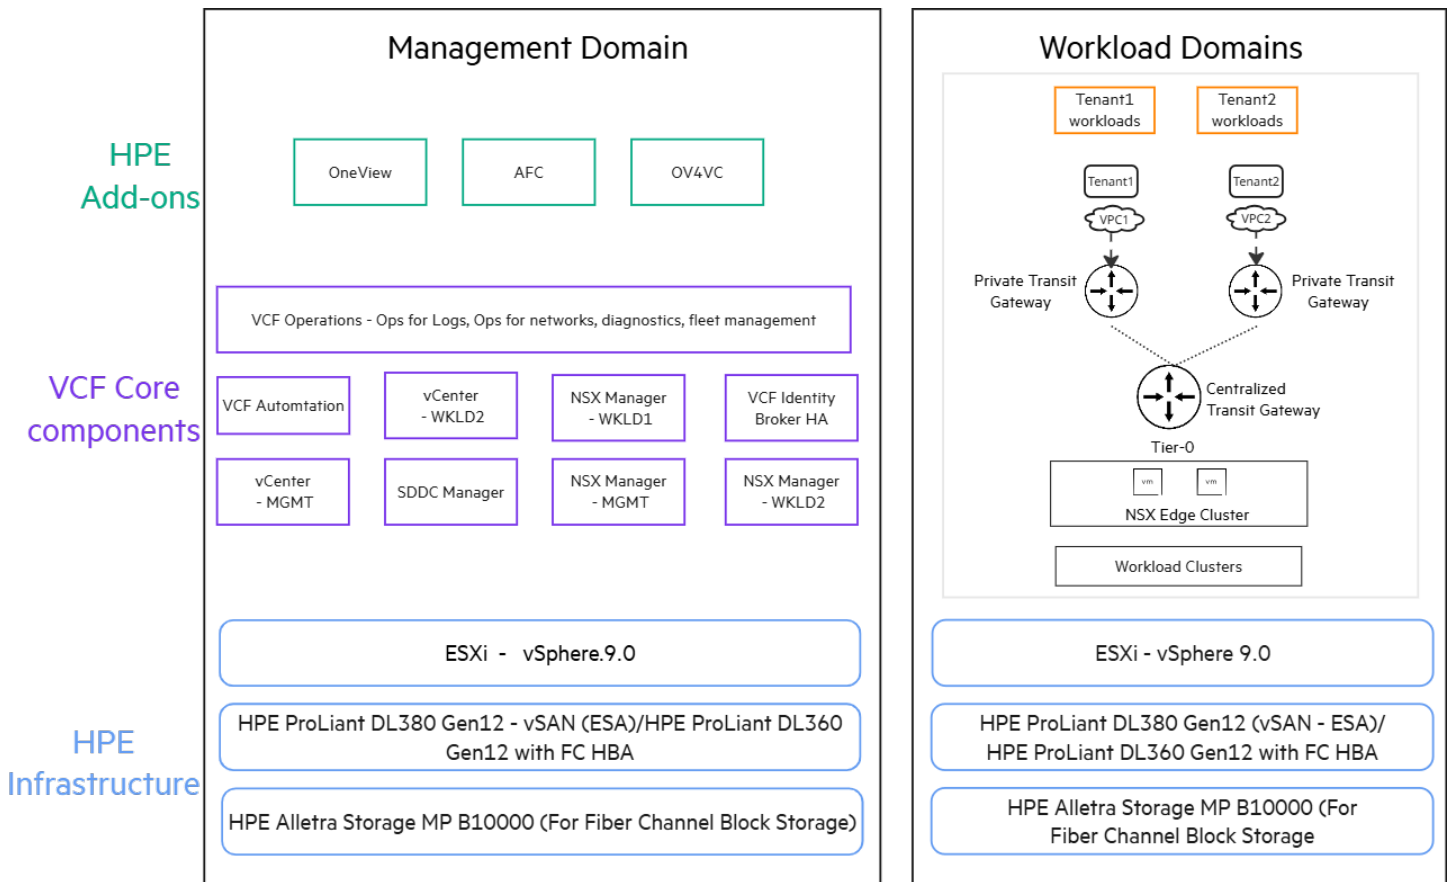 Management Domain
HPE
Add-ons
OneView
AFC
OV4VC
VCF Core
components
VCF Operations - Ops for Logs, Ops for networks, diagnostics, fleet management
VCF Automtation
vCenter
- WKLD2
NSX Manager
- WKLD1
VCF Identity
Broker HA
vCenter
- MGMT
SDDC Manager
NSX Manager
- MGMT
NSX Manager
- WKLD2
HPE
Infrastructure
ESXi - vSphere.9.0
HPE ProLiant DL380 Gen12 - vSAN (ESA)/HPE ProLiant DL360
Gen12 with FC HBA
HPE Alletra Storage MP B10000 (For Fiber Channel Block Storage)
Workload Domains
Tenant1
workloads
Tenant2
workloads
Tenant1
Tenant2
VPC1
VPC2
Private Transit
Gateway
Private Transit
Gateway
Centralized
Transit Gateway
Tier-0
vm
vm
NSX Edge Cluster
Workload Clusters
ESXi - vSphere 9.0
HPE ProLiant DL380 Gen12 (vSAN - ESA)/
HPE ProLiant DL360 Gen12 with FC HBA
HPE Alletra Storage MP B10000 (For
Fiber Channel Block Storage